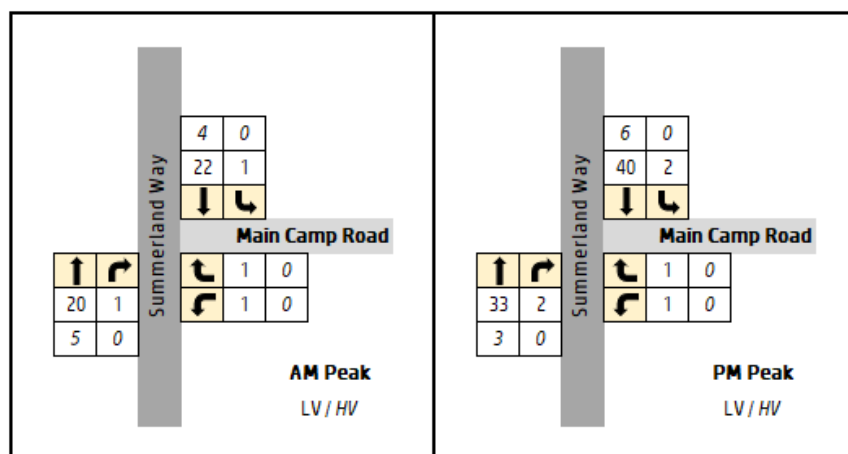 4 0
22 1
Summerland Way
Main Camp Road
1 0
20 1
1 0
5 0
AM Peak
LV / HV
6 0
40 2
Summerland Way
Main Camp Road
1 0
33 2
1 0
3 0
PM Peak
LV / HV